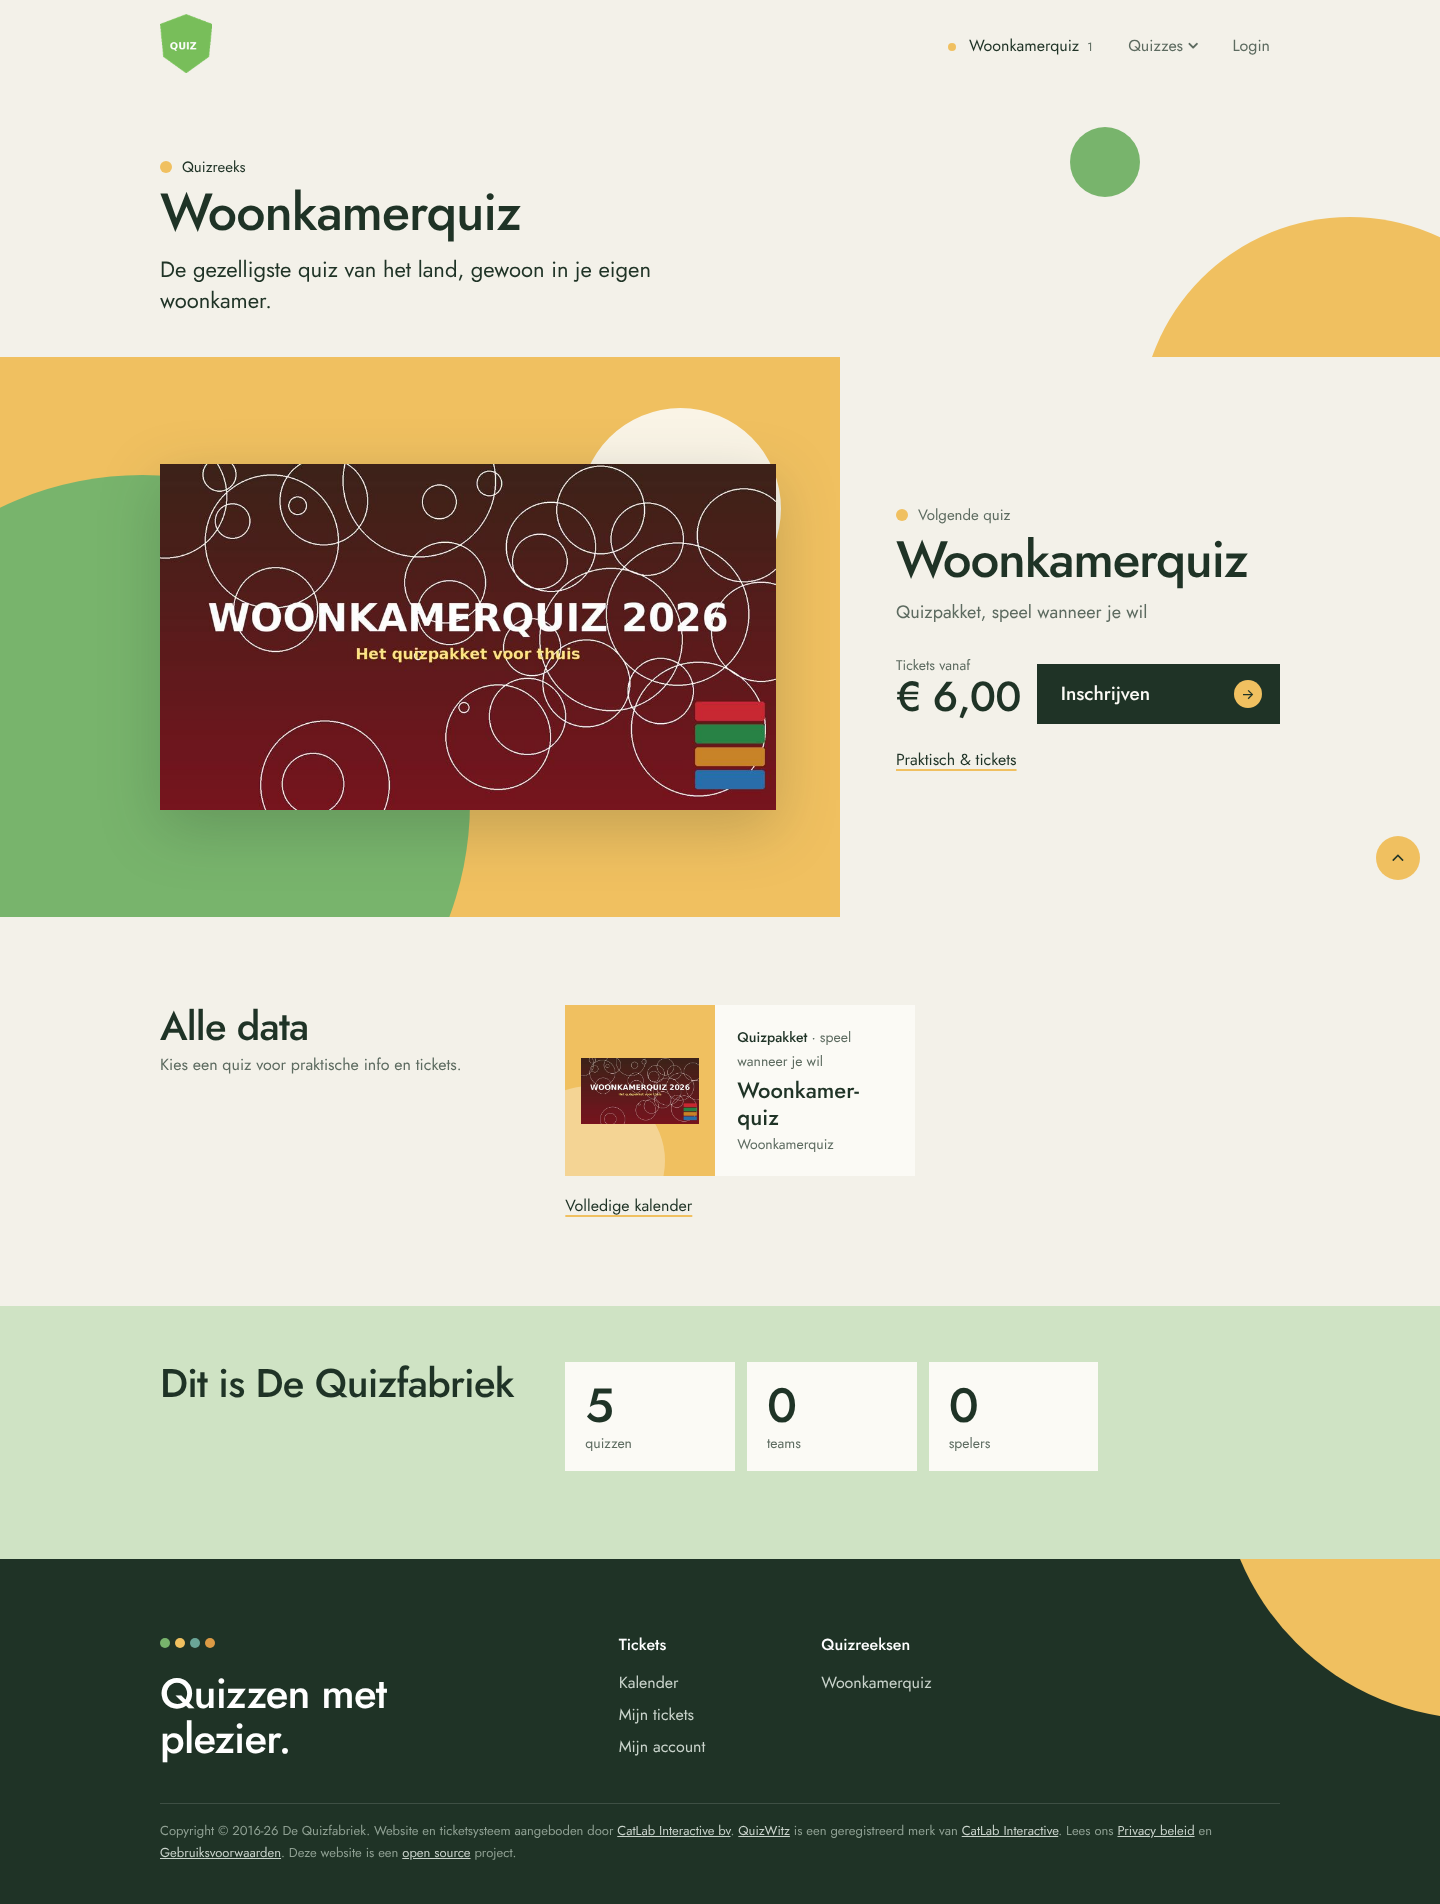 QUIZ
Woonkamerquiz 1
Quizzes
Login
Quizreeks
Woonkamerquiz
De gezelligste quiz van het land, gewoon in je eigen
woonkamer.
WOONKAMERQUIZ 2026
Het quizpakket voor thuis
Volgende quiz
Woonkamerquiz
Quizpakket, speel wanneer je wil
Tickets vanaf
€ 6,00
Inschrijven
Praktisch & tickets
Alle data
Kies een quiz voor praktische info en tickets.
WOONKAMERQUIZ 2026
Het quizpakket voor thuis
Quizpakket · speel
wanneer je wil
Woonkamer-
quiz
Woonkamerquiz
Volledige kalender
Dit is De Quizfabriek
5
quizzen
0
teams
0
spelers
Quizzen met
plezier.
Tickets
Kalender
Mijn tickets
Mijn account
Quizreeksen
Woonkamerquiz
Copyright © 2016-26 De Quizfabriek. Website en ticketsysteem aangeboden door CatLab Interactive bv. QuizWitz is een geregistreerd merk van CatLab Interactive. Lees ons Privacy beleid en
Gebruiksvoorwaarden. Deze website is een open source project.